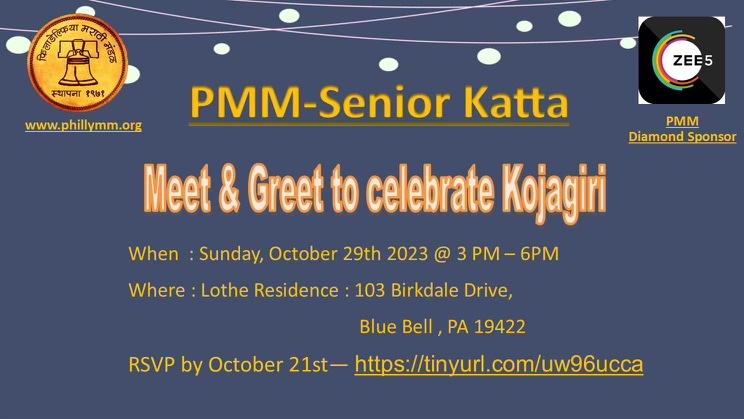 फिलाडेल्फिया मराठी मंडळ
स्थापना १९७१
www.phillymm.org
ZEE5
PMM
Diamond Sponsor
PMM-Senior Katta
Meet & Greet to celebrate Kojagiri
When : Sunday, October 29th 2023 @ 3 PM – 6PM
Where : Lothe Residence : 103 Birkdale Drive,
Blue Bell , PA 19422
RSVP by October 21st— https://tinyurl.com/uw96ucca